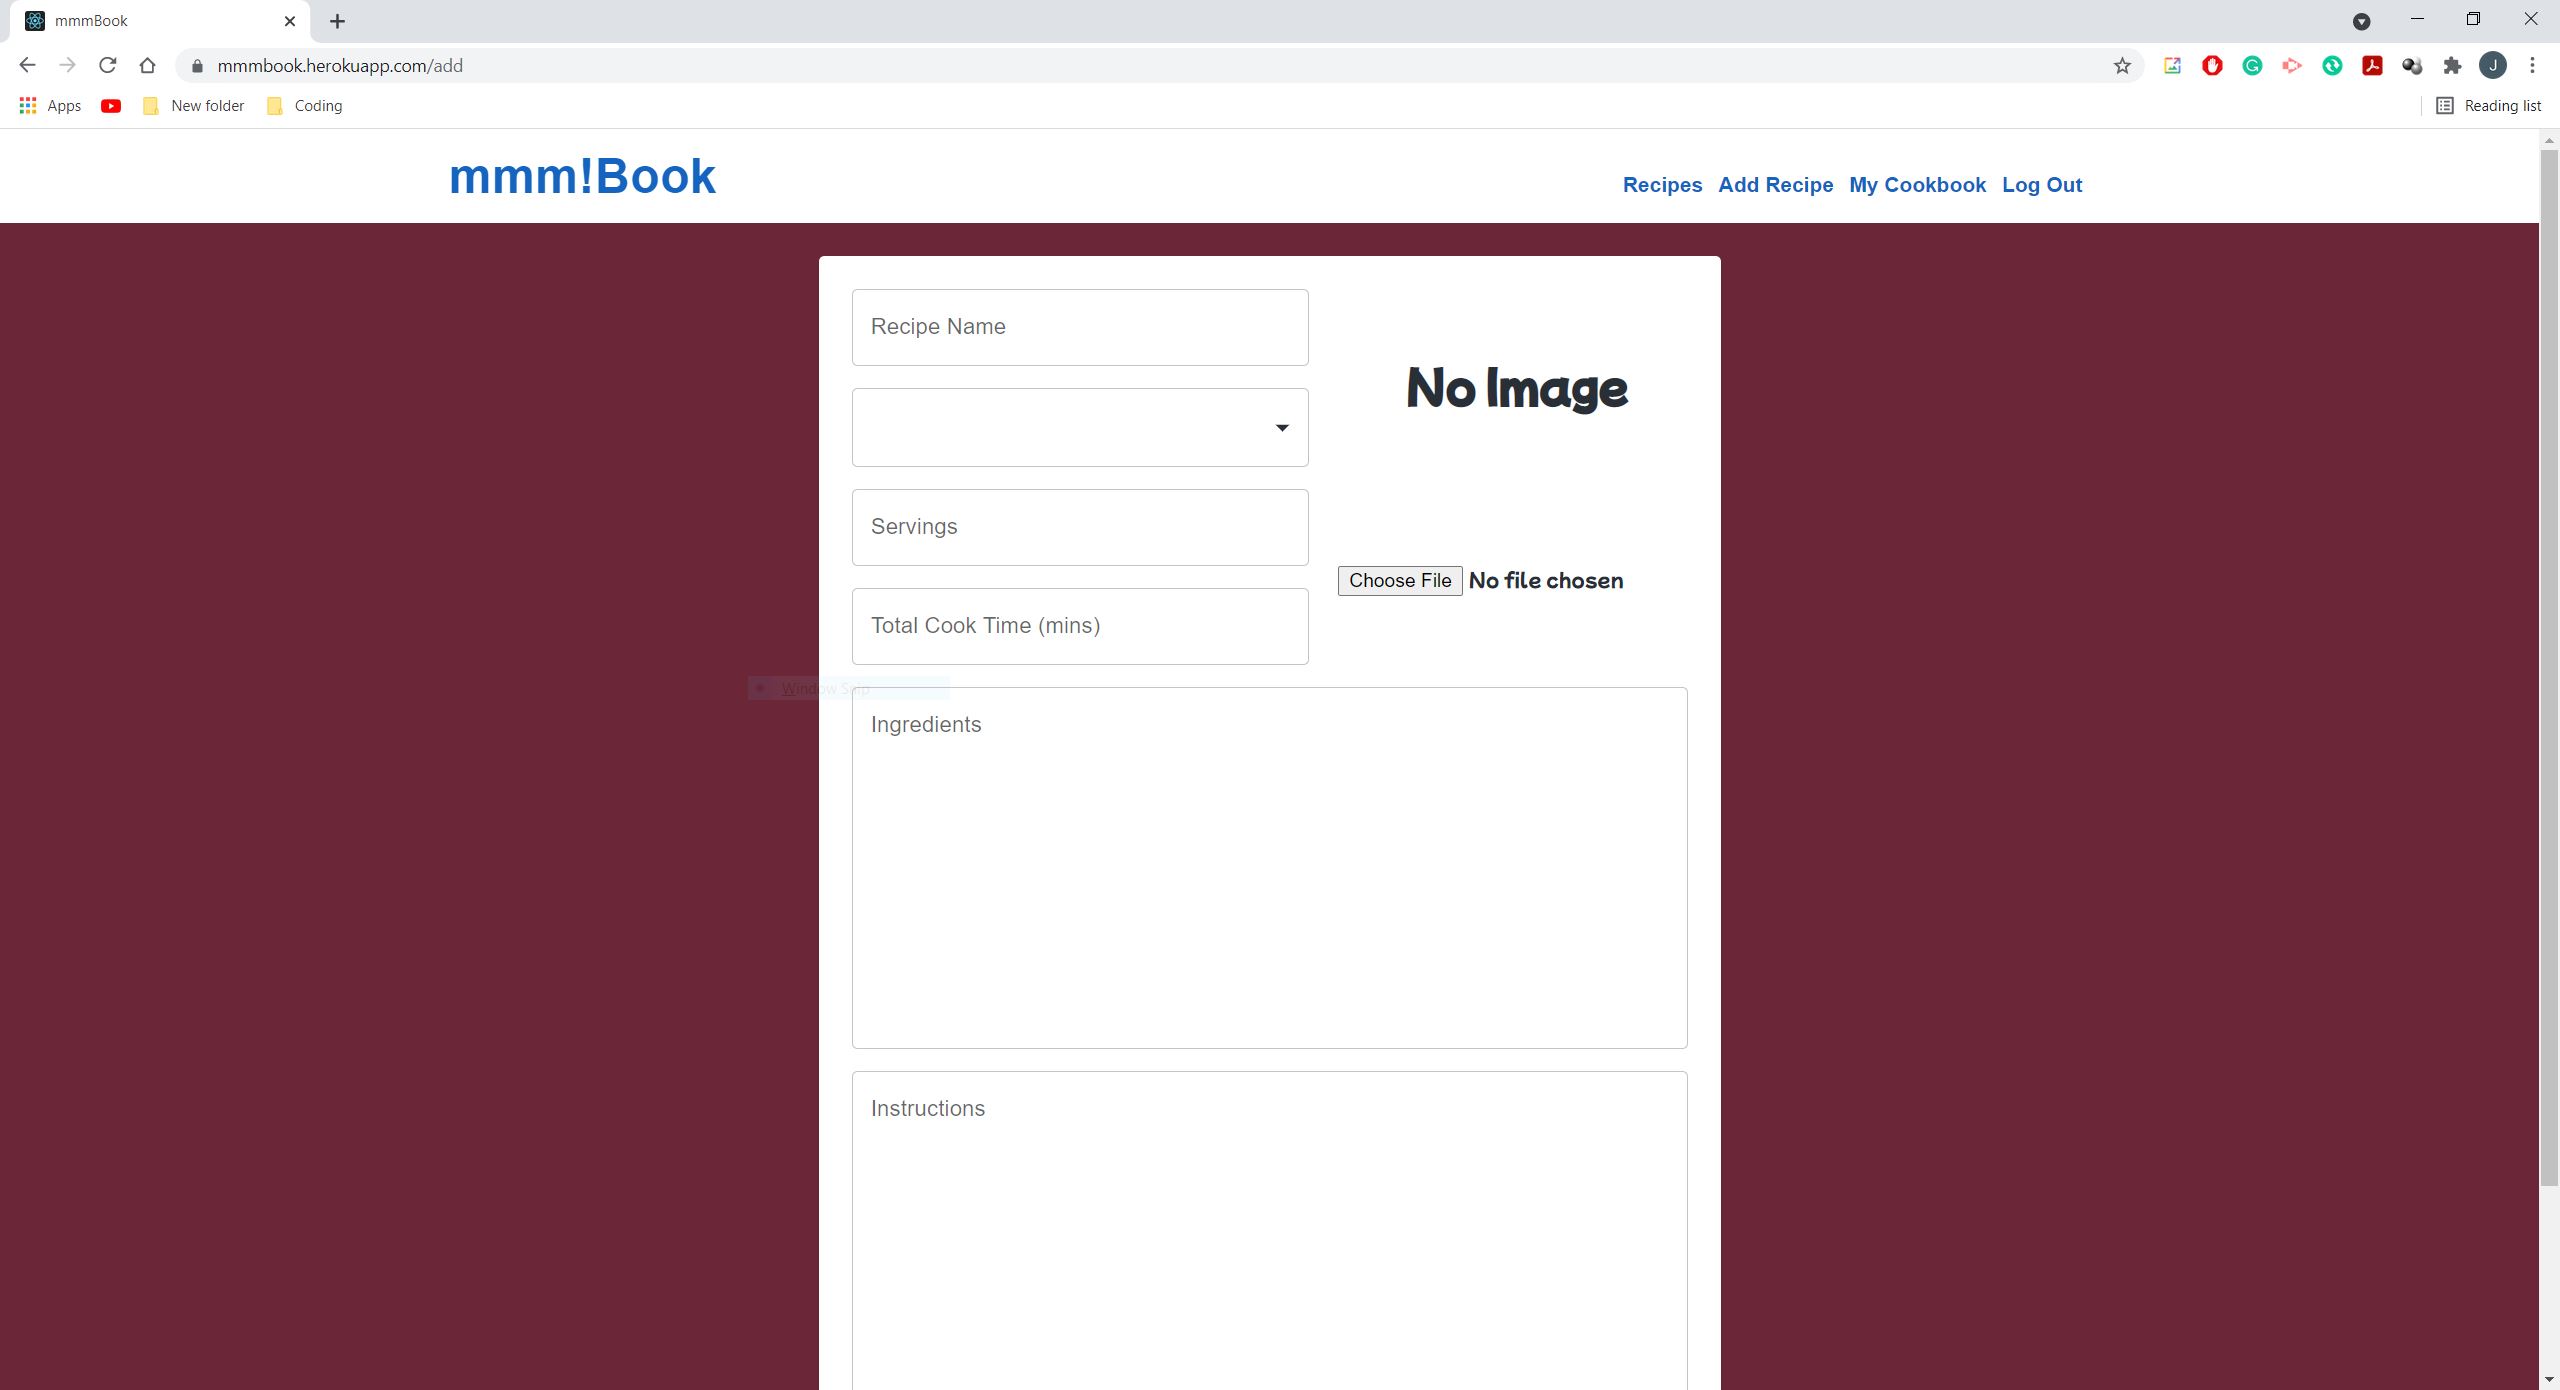 mmmBook
mmmbook.herokuapp.com/add
Apps
New folder
Coding
Reading list
mmm!Book
Recipes Add Recipe My Cookbook Log Out
Recipe Name
No Image
Servings
Choose File No file chosen
Total Cook Time (mins)
Window Snip
Ingredients
Instructions
J